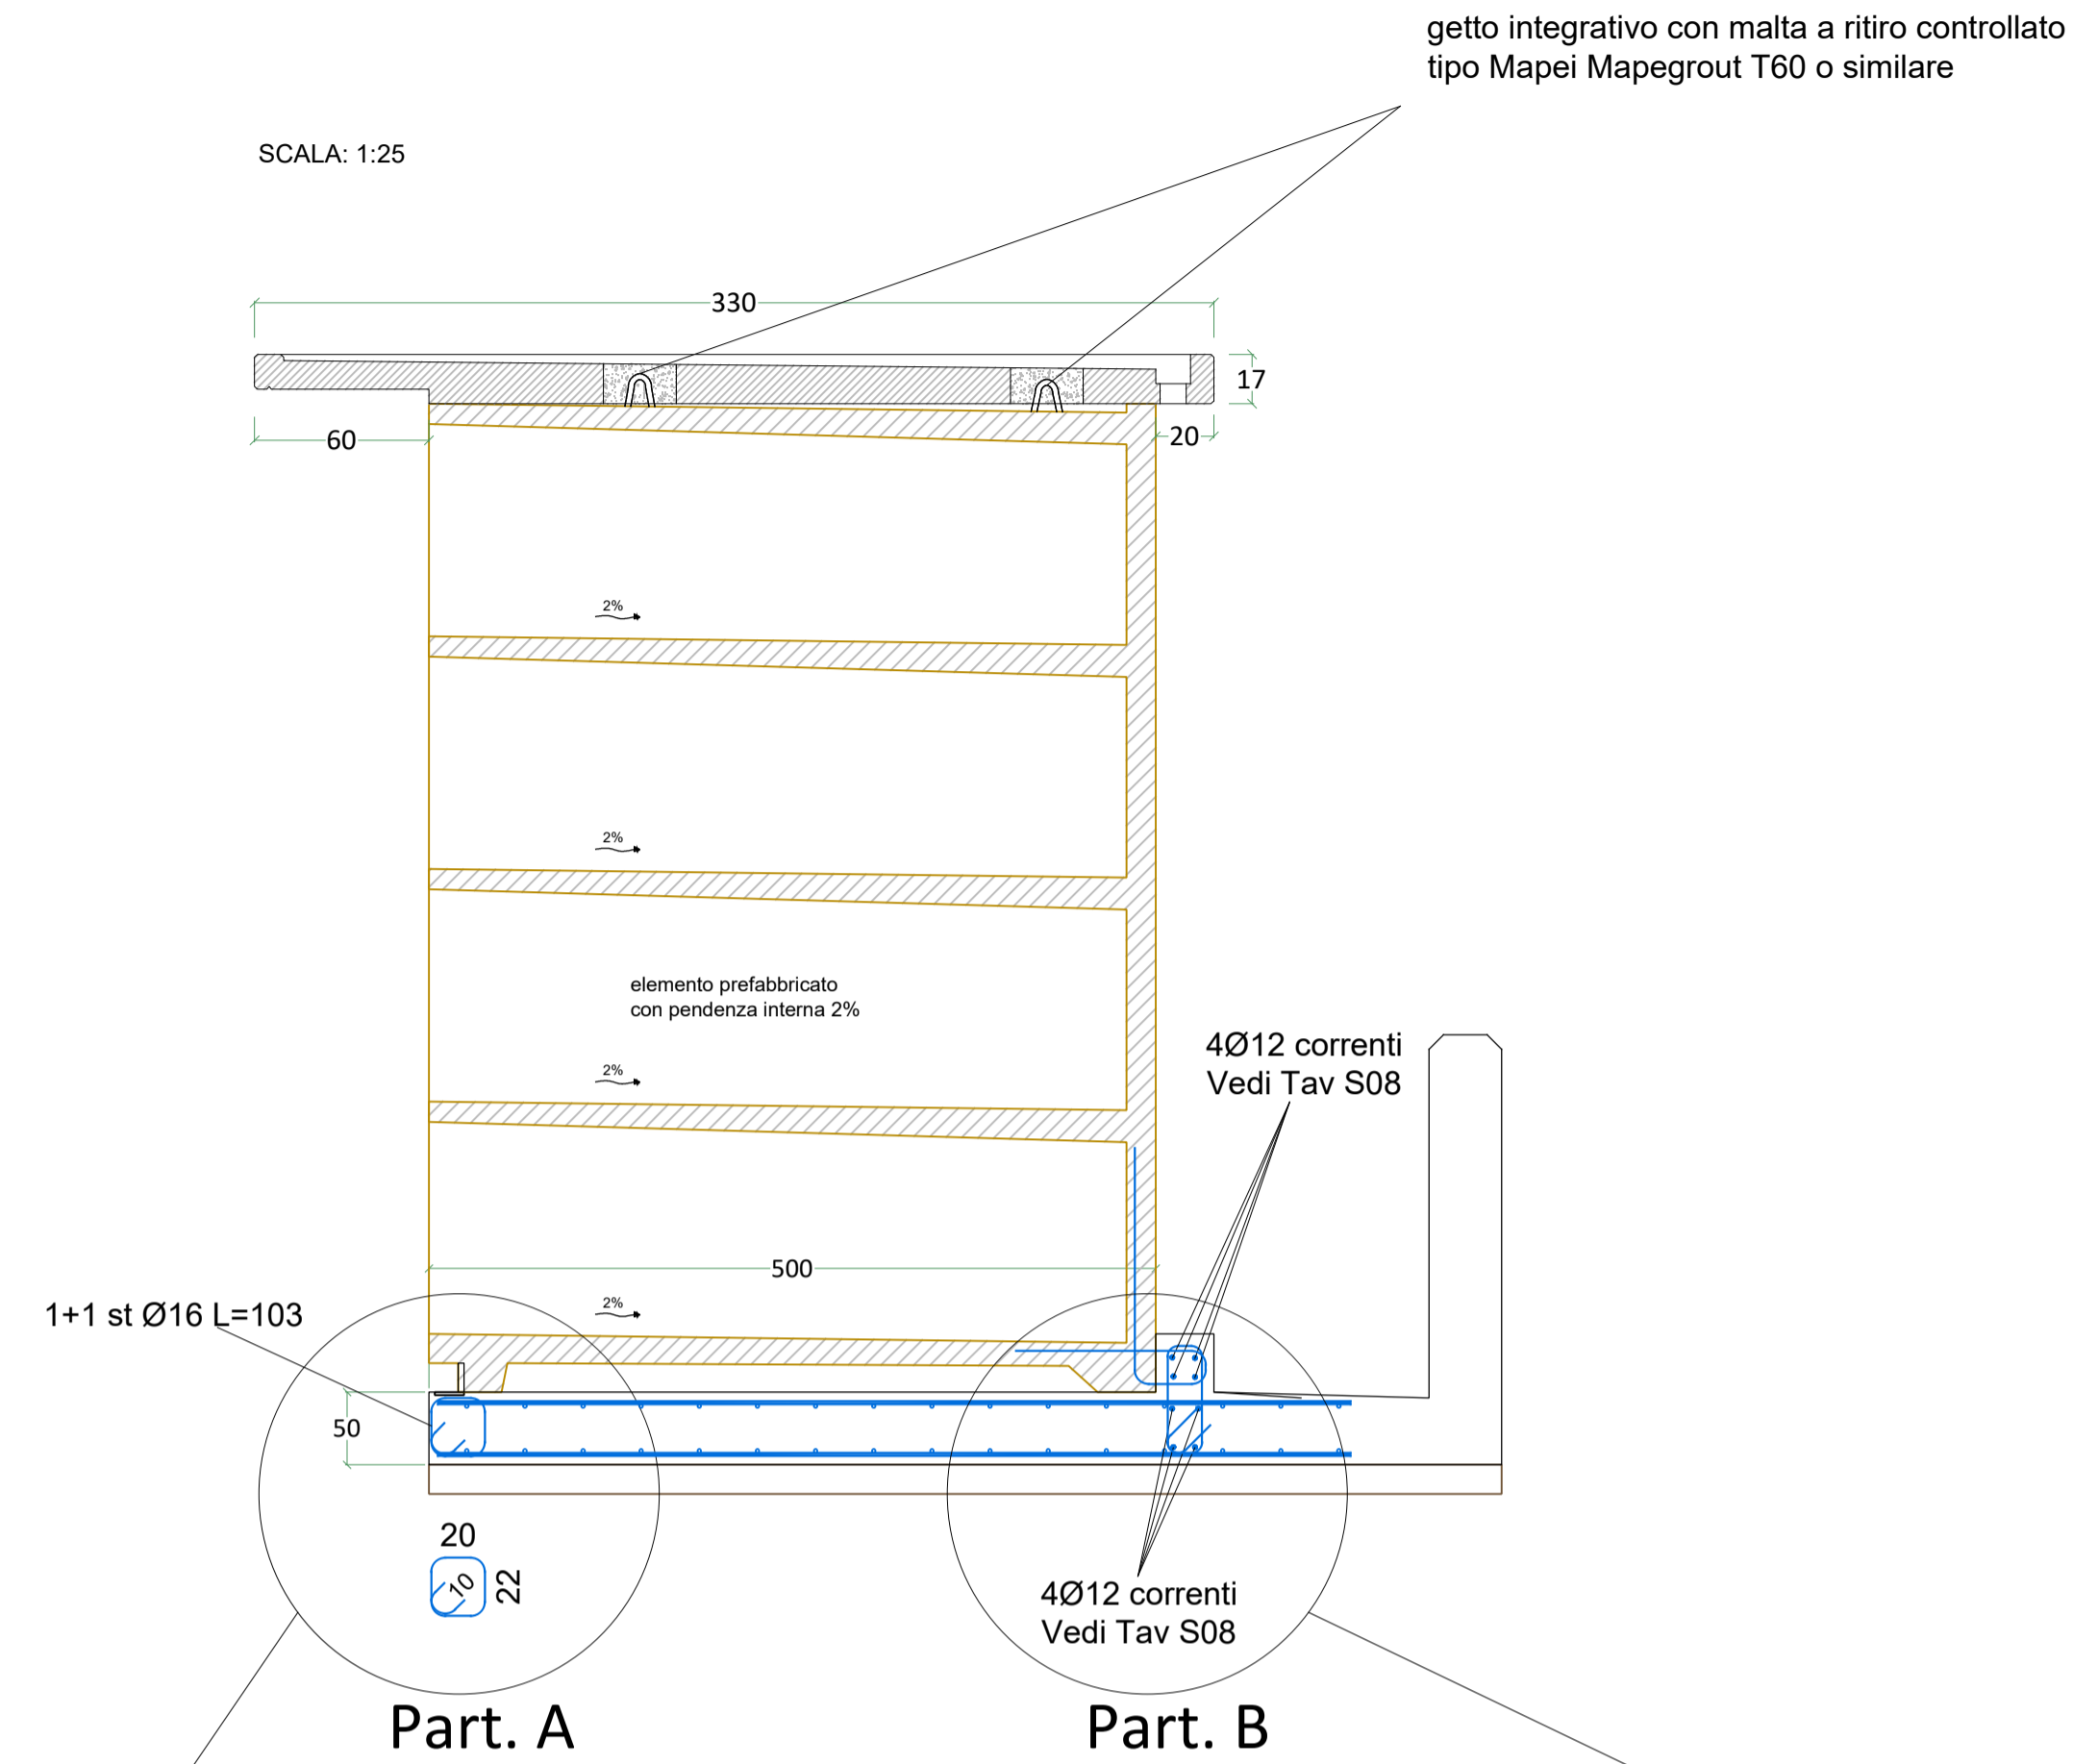 getto integrativo con malta a ritiro controllato
tipo Mapei Mapegrout T60 o similare
SCALA: 1:25
330
17
60
20
2%
2%
elemento prefabbricato
con pendenza interna 2%
2%
4Ø12 correnti
Vedi Tav S08
500
2%
1+1 st Ø16 L=103
50
20
10
22
4Ø12 correnti
Vedi Tav S08
Part. A
Part. B